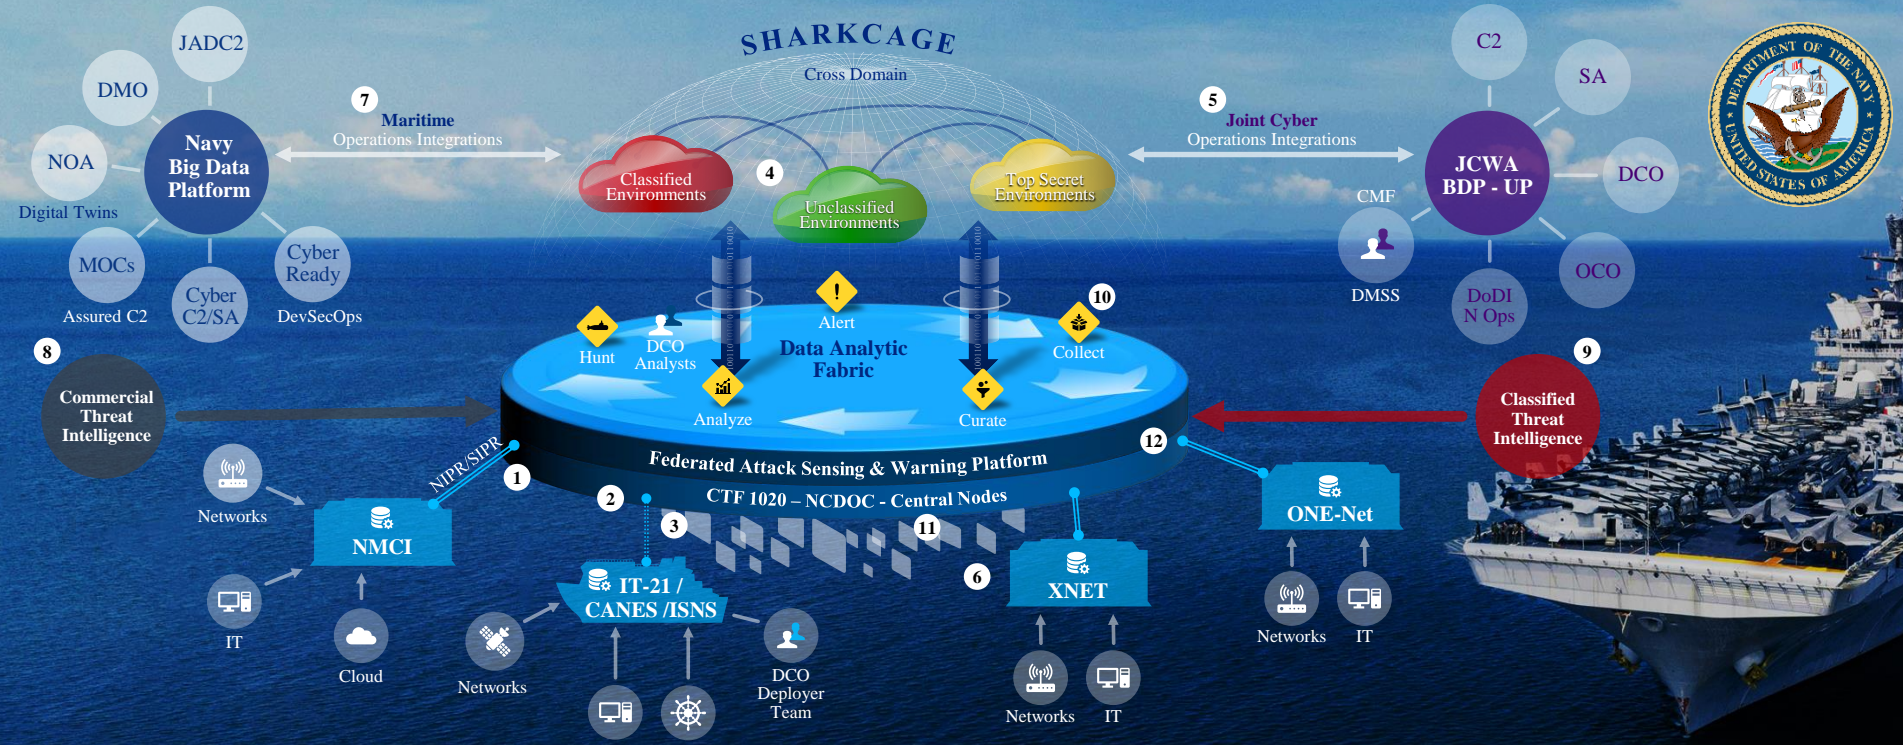 SHARKCAGE
Cross Domain
JADC2
DMO
NOA
Digital Twins
MOCs
Assured C2
Cyber
C2/SA
Cyber
Ready
DevSecOps
Navy
Big Data
Platform
7
Maritime
Operations Integrations
Classified
Environments
4
Unclassified
Environments
Top Secret
Environments
5
Joint Cyber
Operations Integrations
C2
SA
DCO
OCO
DoDI
N Ops
CMF
DMSS
JCWA
BDP - UP
DEPARTMENT OF THE NAVY
UNITED STATES OF AMERICA
8
Commercial
Threat
Intelligence
Hunt
DCO
Analysts
Alert
Data Analytic
Fabric
10
Collect
Analyze
Curate
9
Classified
Threat
Intelligence
Federated Attack Sensing & Warning Platform
CTF 1020 – NCDOC - Central Nodes
NIPR/SIPR
1
2
3
11
6
12
Networks
NMCI
IT
Cloud
IT-21 /
CANES /ISNS
Networks
DCO
Deployer
Team
XNET
Networks
IT
ONE-Net
Networks
IT